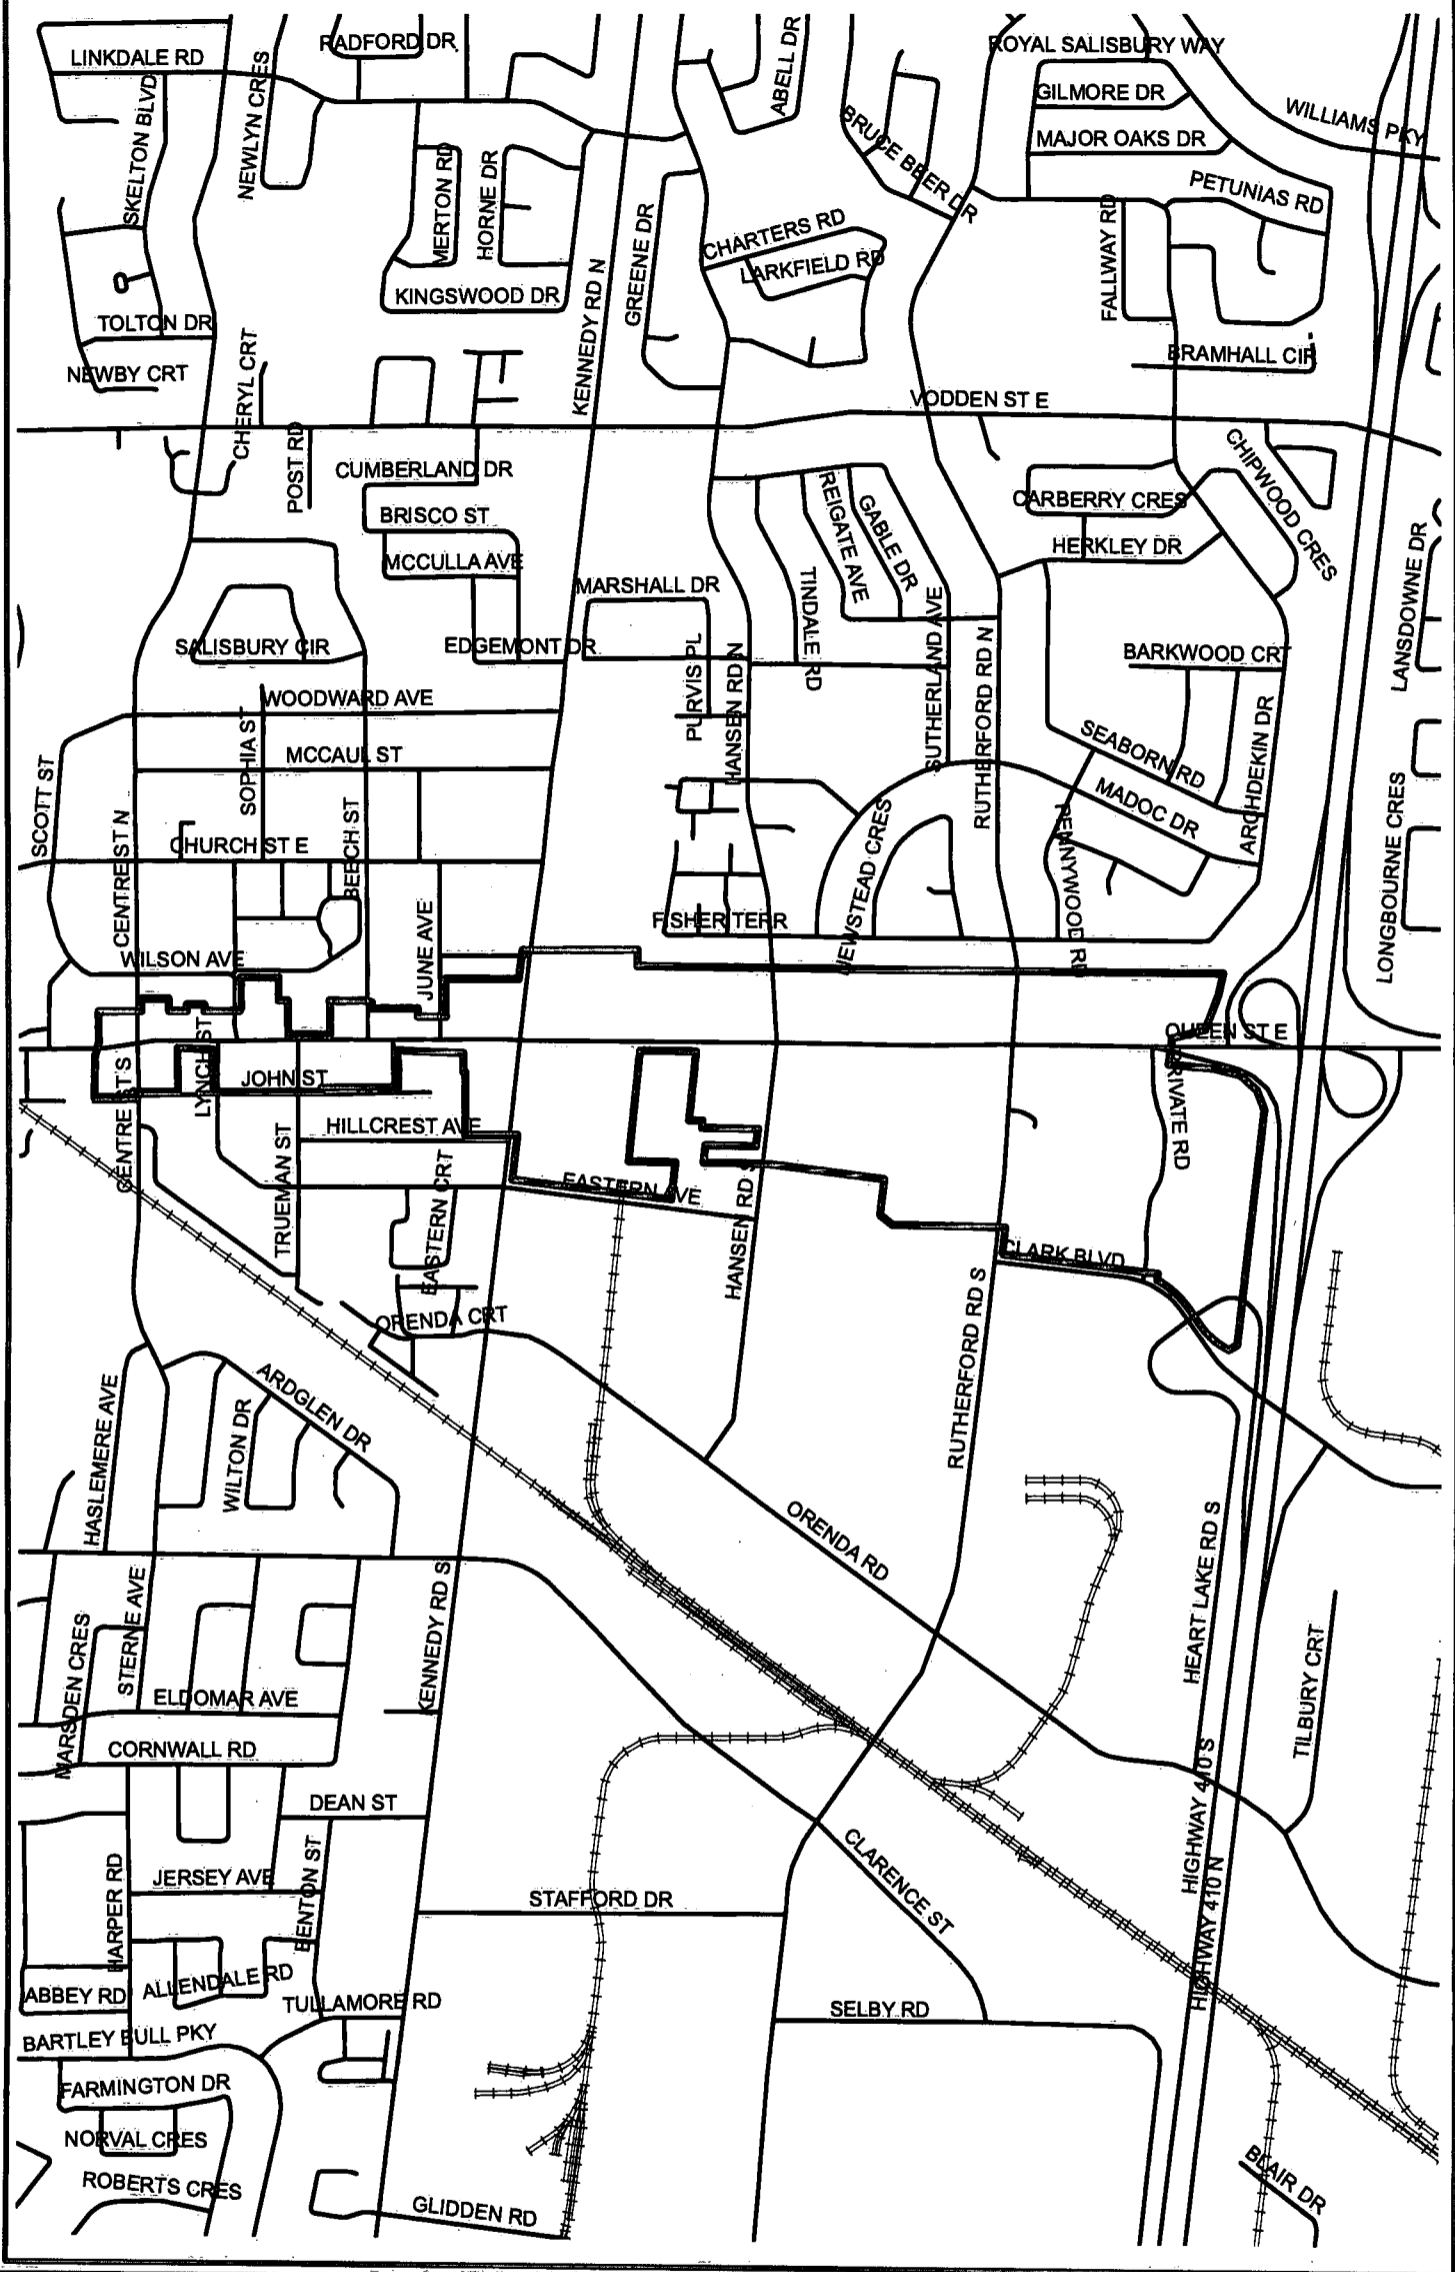 LINKDALE RD
RADFORD DR
ABELL DR
ROYAL SALISBURY WAY
GILMORE DR
WILLIAMS PKY
MAJOR OAKS DR
BRUCE BEER DR
SKELTON BLVD
NEWLYN CRES
MERTON RD
HORNE DR
PETUNIAS RD
CHARTERS RD
LARKFIELD RD
GREENE DR
FALLWAY RD
KINGSWOOD DR
KENNEDY RD N
TOLTON DR
NEWBY CRT
CHERYL CRT
BRAMHALL CIR
VODDEN ST E
POST RD
CUMBERLAND DR
CHIPWOOD CRES
CARBERRY CRES
BRISCO ST
REIGATE AVE
GABLE DR
HERKLEY DR
MCCULLA AVE
MARSHALL DR
TINDALE RD
LANSDOWNE DR
SALISBURY CIR
EDGEMONT DR
PURVIS PL
HANSEN RD N
SUTHERLAND AVE
RUTHERFORD RD N
BARKWOOD CRT
WOODWARD AVE
SOPHIA ST
MCCAUL ST
SEABORN RD
ARCHDEKIN DR
MADOC DR
SCOTT ST
CENTRE ST N
CHURCH ST E
BEECH ST
NEWSTEAD CRES
PENNYWOOD RD
LONGBOURNE CRES
FISHER TERR
JUNE AVE
WILSON AVE
QUEEN ST E
LYNCH ST
JOHN ST
CENTRE ST S
HILLCREST AVE
PRIVATE RD
TRUEMAN ST
EASTERN CRT
EASTERN AVE
HANSEN RD S
CLARK BLVD
ORENDA CRT
RUTHERFORD RD S
HASLEMERE AVE
ARDGLEN DR
WILTON DR
ORENDA RD
HEART LAKE RD S
KENNEDY RD S
MARSDEN CRES
STERNE AVE
ELDOMAR AVE
TILBURY CRT
CORNWALL RD
HIGHWAY 410 S
DEAN ST
CLARENCE ST
HARPER RD
JERSEY AVE
BENTON ST
STAFFORD DR
HIGHWAY 410 N
ABBEY RD
ALLENDALE RD
TULLAMORE RD
SELBY RD
BARTLEY BULL PKY
FARMINGTON DR
NORVAL CRES
ROBERTS CRES
GLIDDEN RD
BLAIR DR